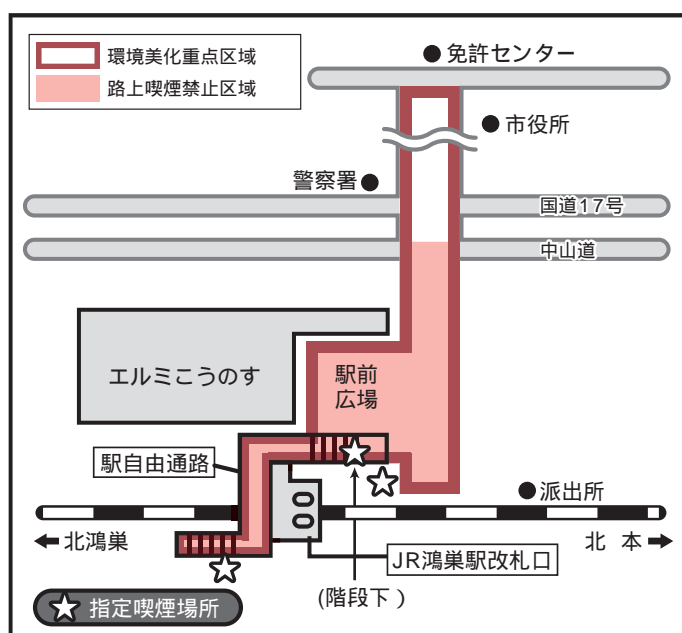 環境美化重点区域
路上喫煙禁止区域
免許センター
市役所
警察署
国道17号
中山道
エルミこうのす
駅前
広場
駅自由通路
派出所
北鴻巣
北 本
JR鴻巣駅改札口
指定喫煙場所
(階段下)